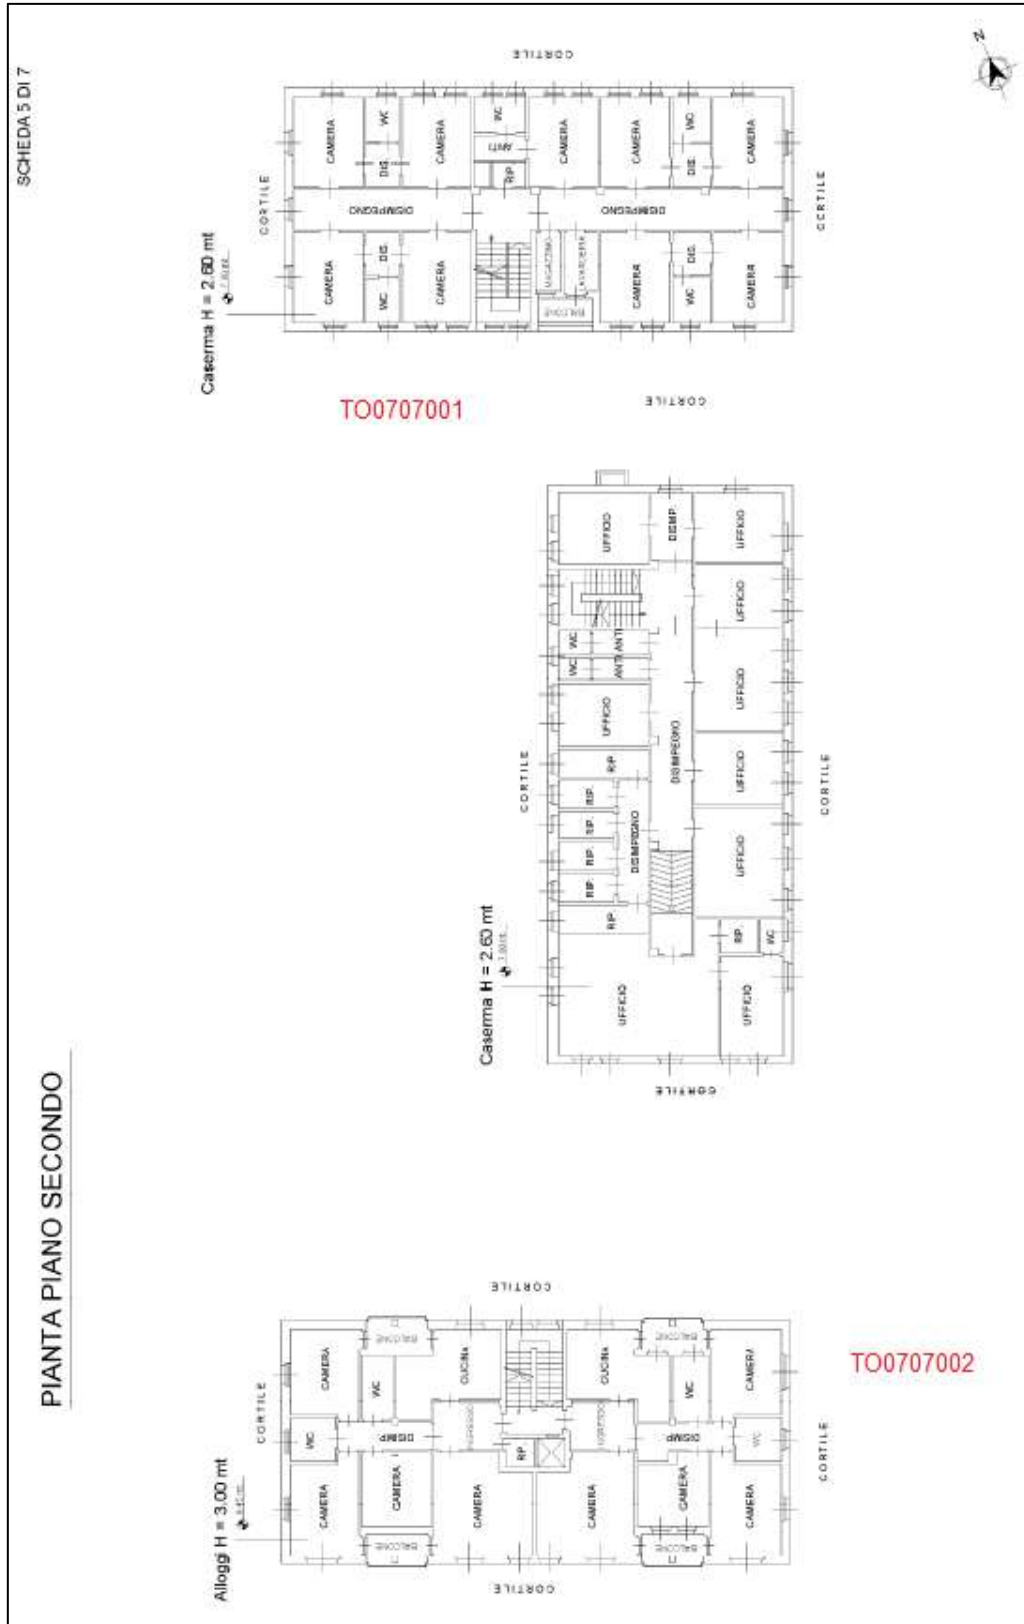 SCHEDA 5 DI 7
PIANTA PIANO SECONDO
N
Caserma H = 2.60 mt
TO0707001
CORTILE
CORTILE
CORTILE
CORTILE
CAMERA
WC
DIS.
CAMERA
WC
ANTI
RIP.
CAMERA
CAMERA
WC
DIS.
CAMERA
DISIMPEGNO
DISIMPEGNO
CAMERA
DIS.
WC
CAMERA
MAGAZZINO
LAVANDERIA
BALCONE
CAMERA
DIS.
WC
CAMERA
Caserma H = 2.60 mt
CORTILE
CORTILE
CORTILE
UFFICIO
DISIMP.
UFFICIO
UFFICIO
WC
ANTI
WC
ANTI
UFFICIO
UFFICIO
DISIMPEGNO
RIP
UFFICIO
RIP.
RIP.
RIP.
RIP.
DISIMPEGNO
UFFICIO
RIP.
RIP.
WC
UFFICIO
UFFICIO
Alloggi H = 3.00 mt
TO0707002
CORTILE
CORTILE
CORTILE
CORTILE
CAMERA
BALCONE
CUCINA
CUCINA
BALCONE
CAMERA
WC
WC
WC
DISIMP
INGRESSO
INGRESSO
DISIMP
WC
RIP
CAMERA
CAMERA
CAMERA
CAMERA
CAMERA
CAMERA
BALCONE
BALCONE